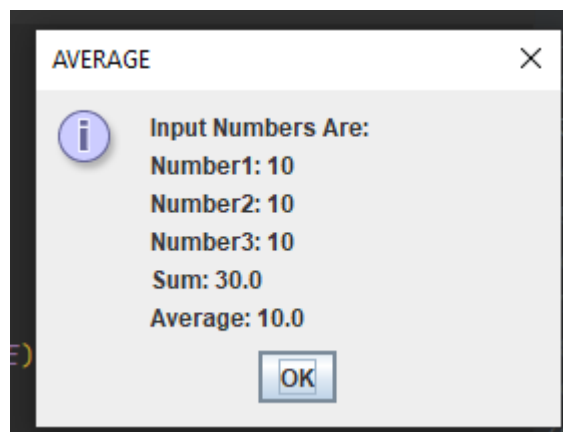 AVERAGE
Input Numbers Are:
Number1: 10
Number2: 10
Number3: 10
Sum: 30.0
Average: 10.0
E)
OK